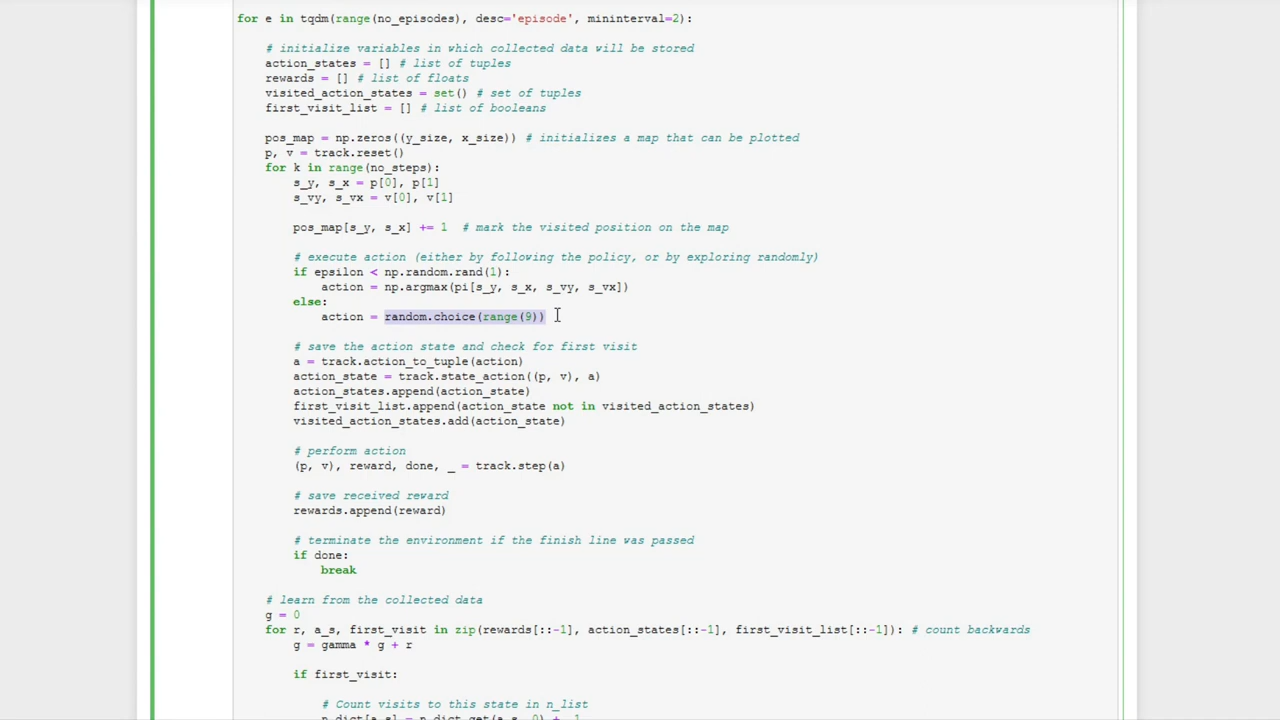 for e in tqdm(range(no_episodes), desc='episode', mininterval=2):
# initialize variables in which collected data will be stored
action_states = [] # list of tuples
rewards = [] # list of floats
visited_action_states = set() # set of tuples
first_visit_list = [] # list of booleans
pos_map = np.zeros((y_size, x_size)) # initializes a map that can be plotted
p, v = track.reset()
for k in range(no_steps):
s_y, s_x = p[0], p[1]
s_vy, s_vx = v[0], v[1]
pos_map[s_y, s_x] += 1  # mark the visited position on the map
# execute action (either by following the policy, or by exploring randomly)
if epsilon < np.random.rand(1):
action = np.argmax(pi[s_y, s_x, s_vy, s_vx])
else:
action = random.choice(range(9))
# save the action state and check for first visit
a = track.action_to_tuple(action)
action_state = track.state_action((p, v), a)
action_states.append(action_state)
first_visit_list.append(action_state not in visited_action_states)
visited_action_states.add(action_state)
# perform action
(p, v), reward, done, _ = track.step(a)
# save received reward
rewards.append(reward)
# terminate the environment if the finish line was passed
if done:
break
# learn from the collected data
g = 0
for r, a_s, first_visit in zip(rewards[::-1], action_states[::-1], first_visit_list[::-1]): # count backwards
g = gamma * g + r
if first_visit:
# Count visits to this state in n_list
n_dict[a_s] = n_dict.get(a_s, 0) + 1